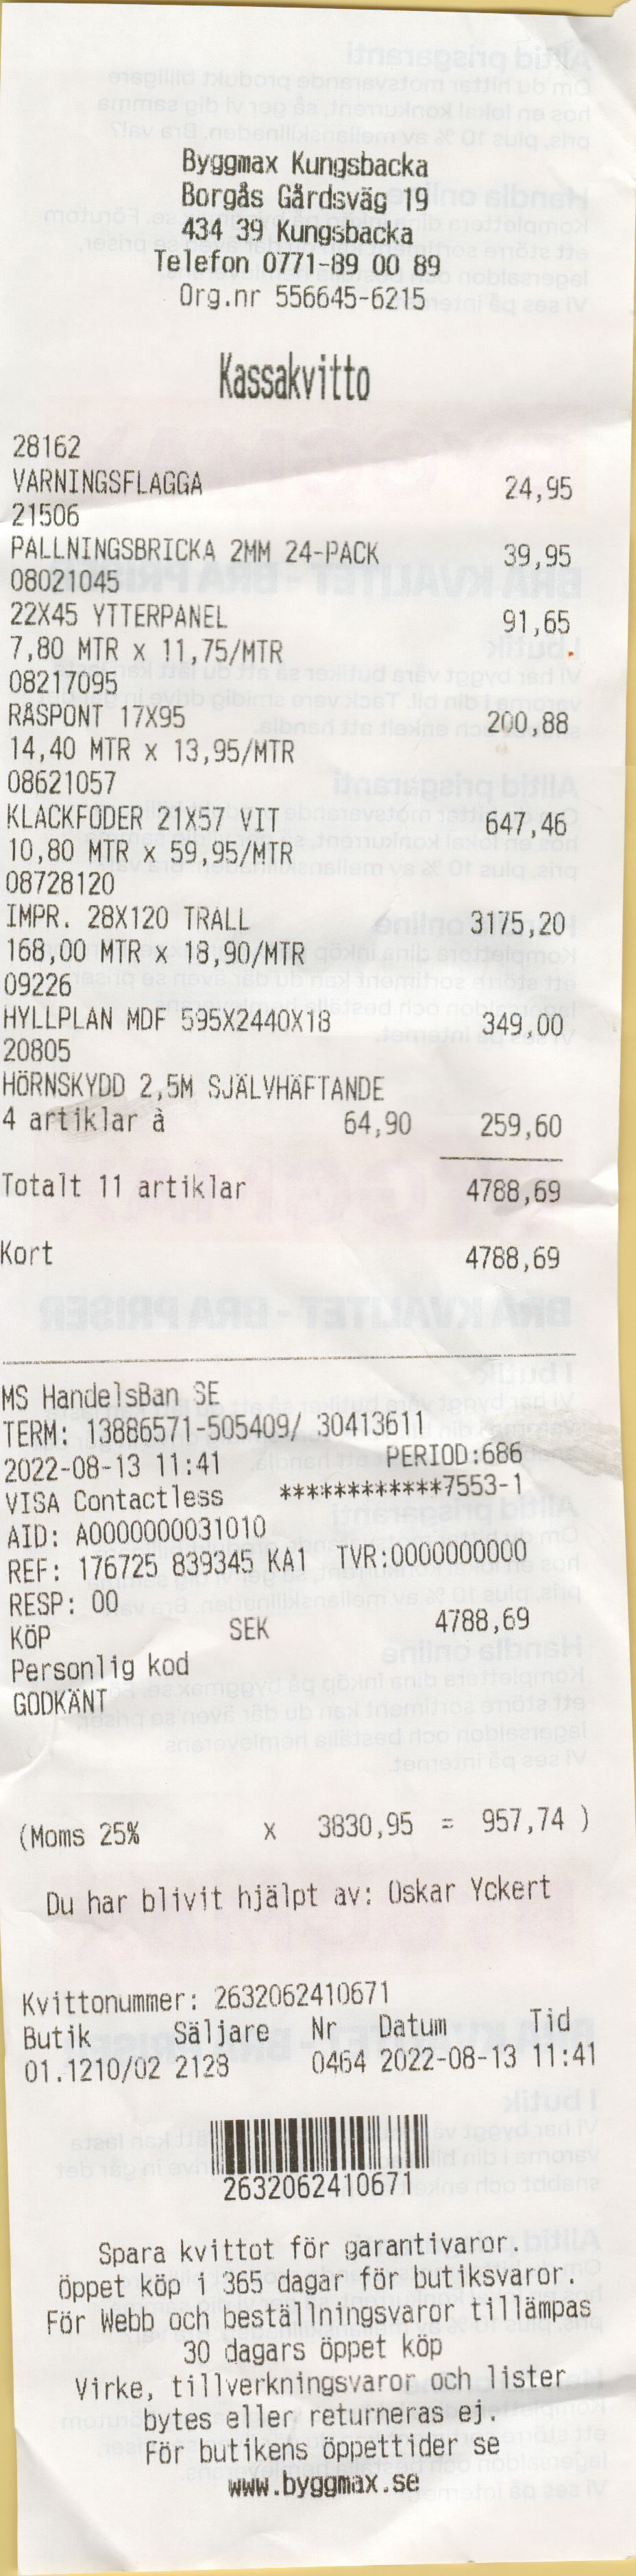 Byggmax Kungsbacka
Borgås Gårdsväg 19
434 39 Kungsbacka
Telefon 0771-89 00 89
Org.nr 556645-6215
Kassakvitto
28162
VARNINGSFLAGGA 24,95
21506
PALLNINGSBRICKA 2MM 24-PACK 39,95
08021045
22X45 YTTERPANEL 91,65
7,80 MTR x 11,75/MTR
08217095
RÅSPONT 17X95 200,88
14,40 MTR x 13,95/MTR
08621057
KLACKFODER 21X57 VIT 647,46
10,80 MTR x 59,95/MTR
08728120
IMPR. 28X120 TRALL 3175,20
168,00 MTR x 18,90/MTR
09226
HYLLPLAN MDF 595X2440X18 349,00
20805
HÖRNSKYDD 2,5M SJÄLVHÄFTANDE
4 artiklar à 64,90 259,60
Totalt 11 artiklar 4788,69
Kort 4788,69
MS HandelsBan SE
TERM: 13886571-505409/ 30413611
2022-08-13 11:41 PERIOD:686
VISA Contactless ************7553-1
AID: A0000000031010
REF: 176725 839345 KA1 TVR:0000000000
RESP: 00
KÖP SEK 4788,69
Personlig kod
GODKÄNT
(Moms 25% x 3830,95 = 957,74 )
Du har blivit hjälpt av: Oskar Yckert
Kvittonummer: 2632062410671
Butik Säljare Nr Datum Tid
01.1210/02 2128 0464 2022-08-13 11:41
2632062410671
Spara kvittot för garantivaror.
Öppet köp i 365 dagar för butiksvaror.
För Webb och beställningsvaror tillämpas
30 dagars öppet köp
Virke, tillverkningsvaror och lister
bytes eller returneras ej.
För butikens öppettider se
www.byggmax.se